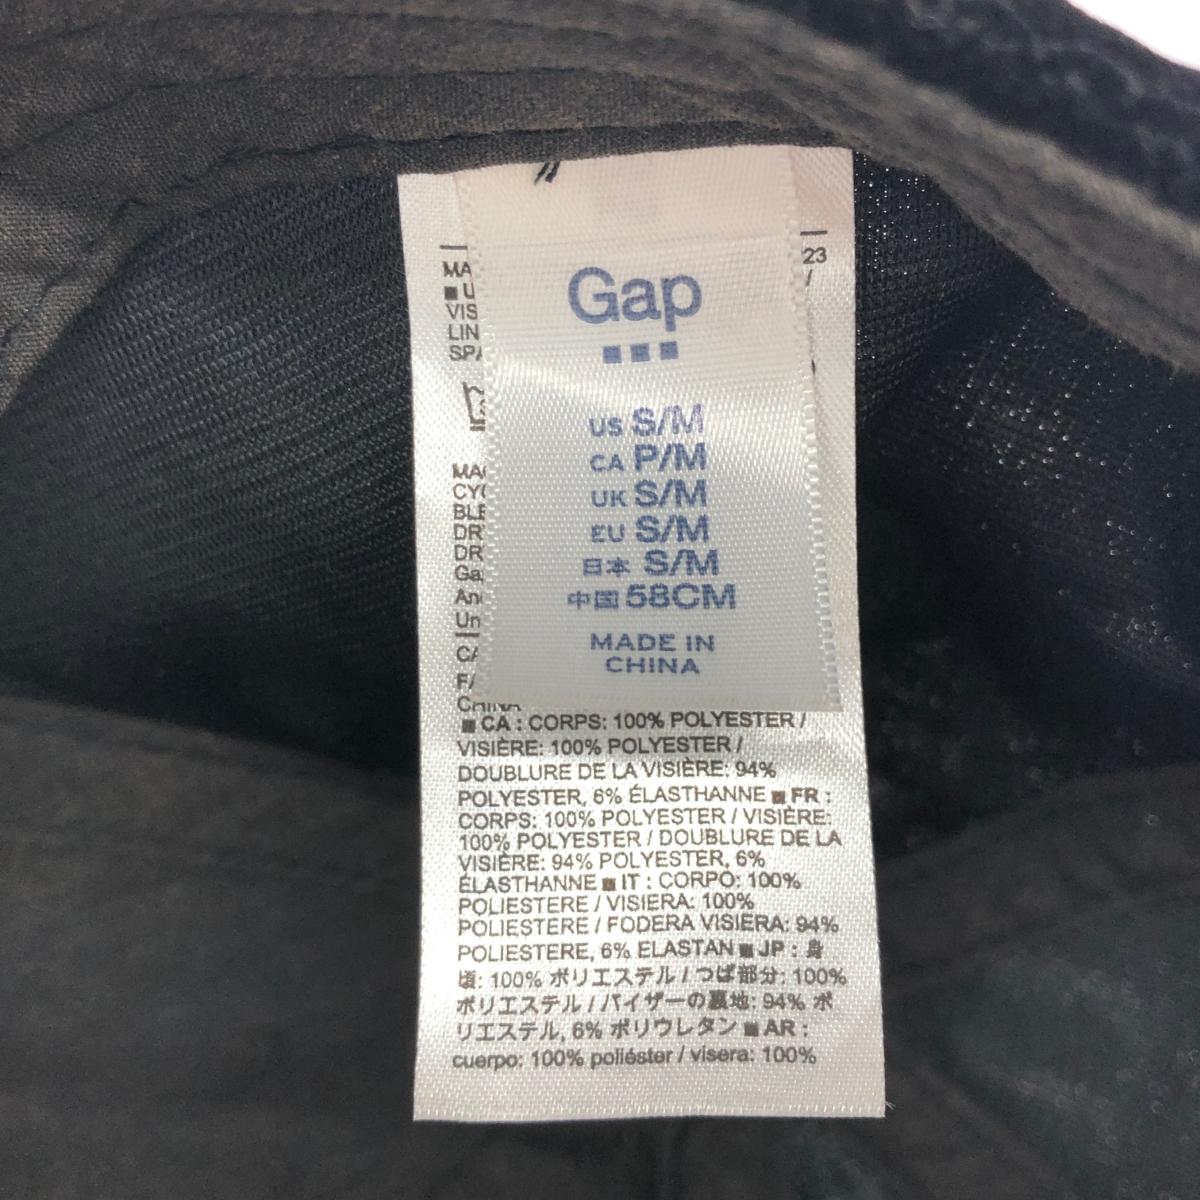 Gap
US S/M
CA P/M
UK S/M
EU S/M
日本 S/M
中国 58CM
MADE IN
CHINA
23
/
CHINA
■ CA : CORPS: 100% POLYESTER /
VISIÈRE: 100% POLYESTER /
DOUBLURE DE LA VISIÈRE: 94%
POLYESTER, 6% ÉLASTHANNE ■ FR :
CORPS: 100% POLYESTER / VISIÈRE:
100% POLYESTER / DOUBLURE DE LA
VISIÈRE: 94% POLYESTER, 6%
ÉLASTHANNE ■ IT : CORPO: 100%
POLIESTERE / VISIERA: 100%
POLIESTERE / FODERA VISIERA: 94%
POLIESTERE, 6% ELASTAN ■ JP : 身
頃: 100% ポリエステル / つば部分: 100%
ポリエステル / バイザーの裏地: 94% ポ
リエステル, 6% ポリウレタン ■ AR :
cuerpo: 100% poliéster / visera: 100%